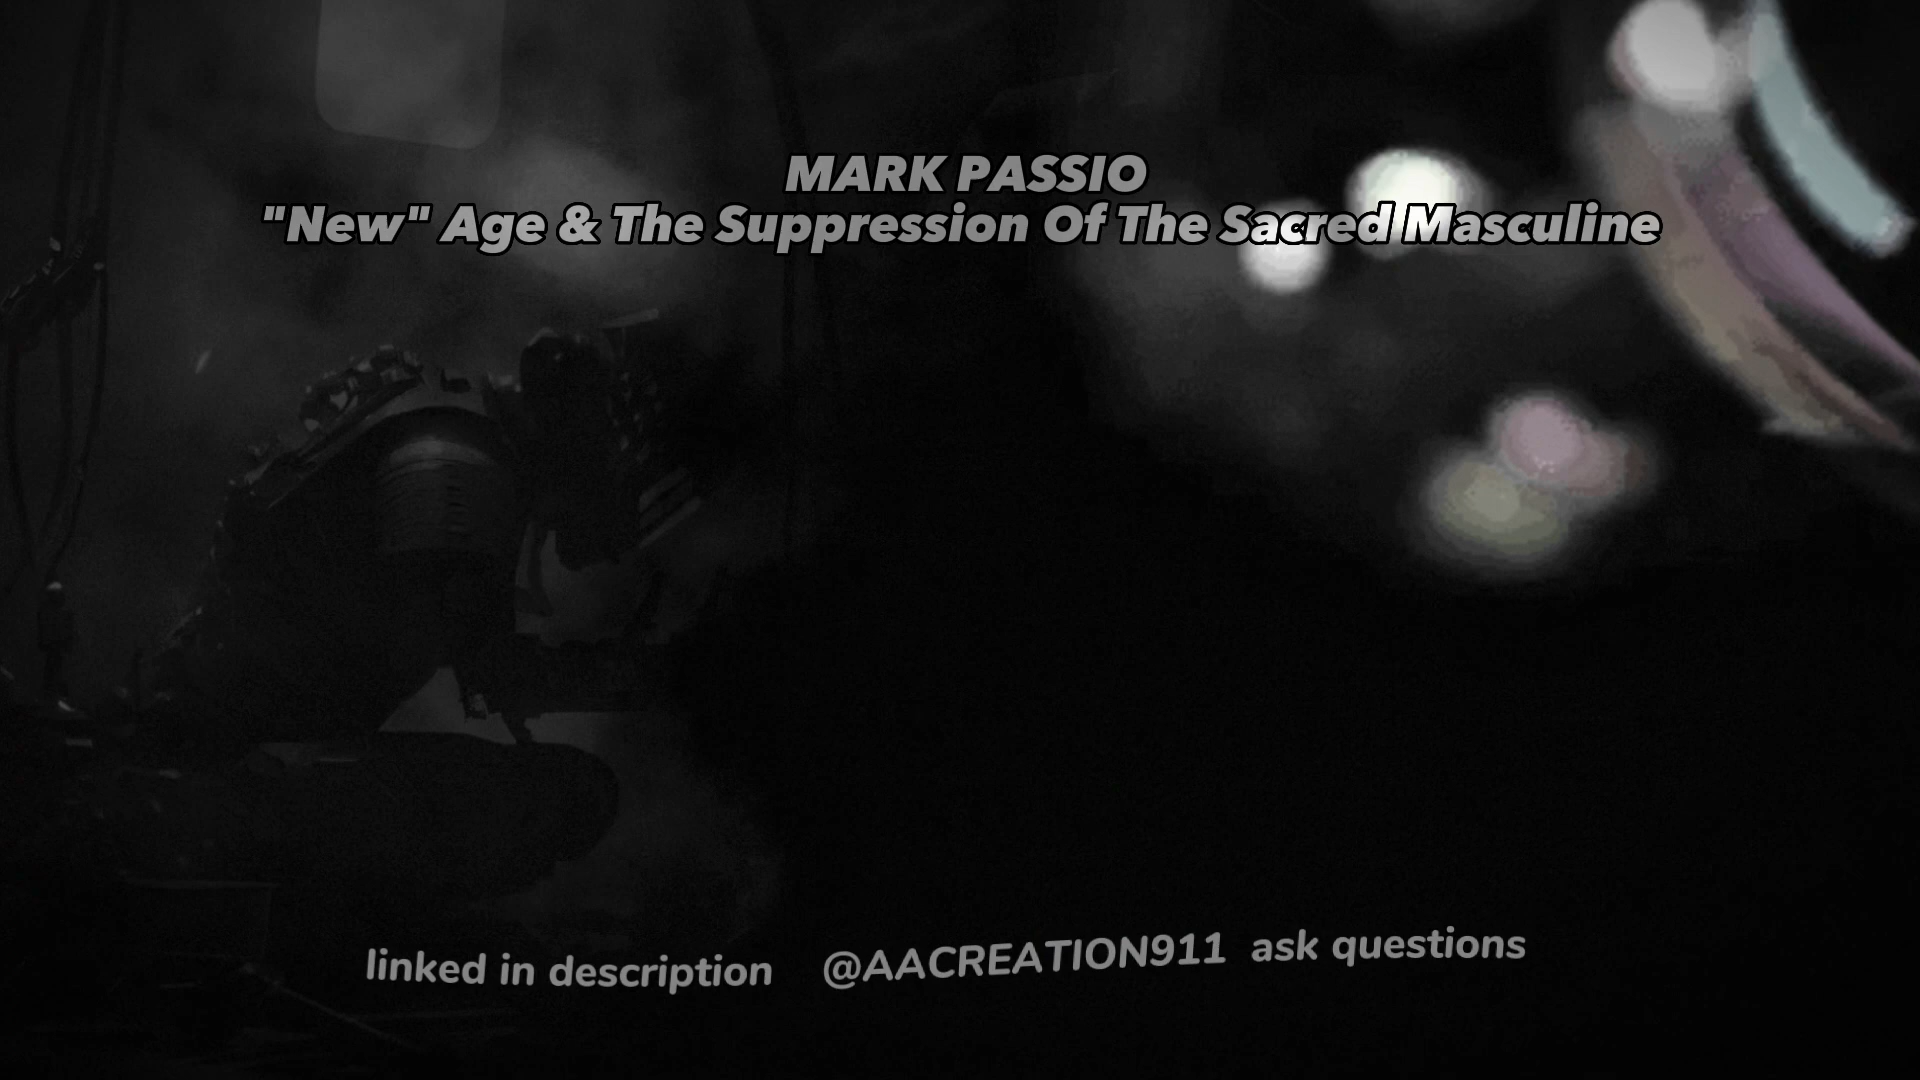 MARK PASSIO
"New" Age & The Suppression Of The Sacred Masculine
linked in description @AACREATION911 ask questions